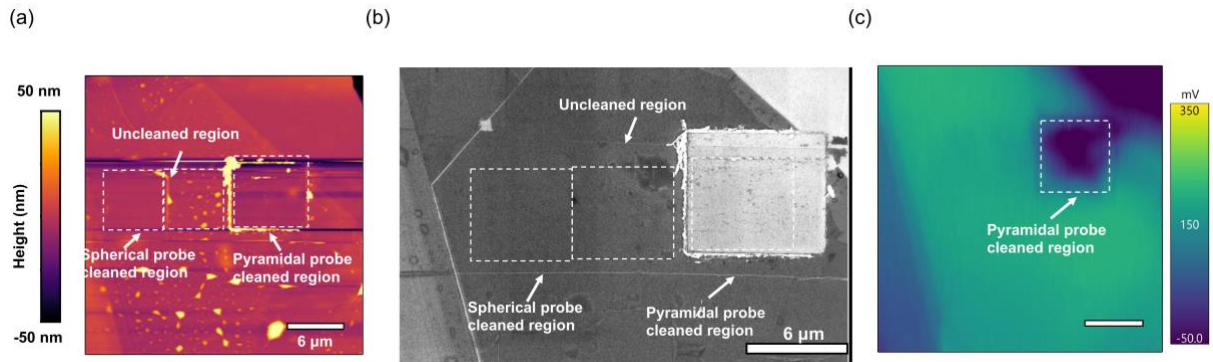 (a)
(b)
(c)
50 nm
Height (nm)
-50 nm
Uncleaned region
Spherical probe
cleaned region
Pyramidal probe
cleaned region
6 µm
Uncleaned region
Spherical probe
cleaned region
Pyramidal probe
cleaned region
6 µm
Pyramidal probe
cleaned region
mV
350
150
-50.0